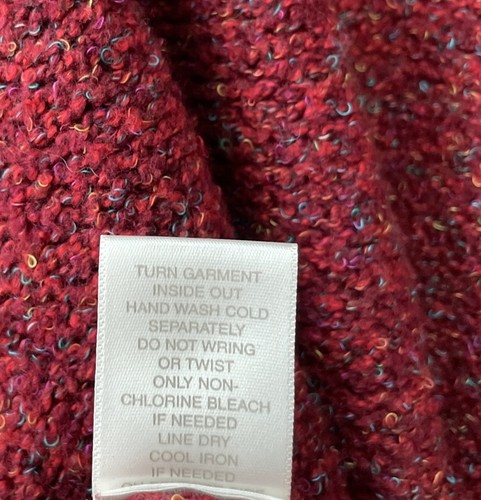 TURN GARMENT
INSIDE OUT
HAND WASH COLD
SEPARATELY
DO NOT WRING
OR TWIST
ONLY NON-
CHLORINE BLEACH
IF NEEDED
LINE DRY
COOL IRON
IF NEEDED